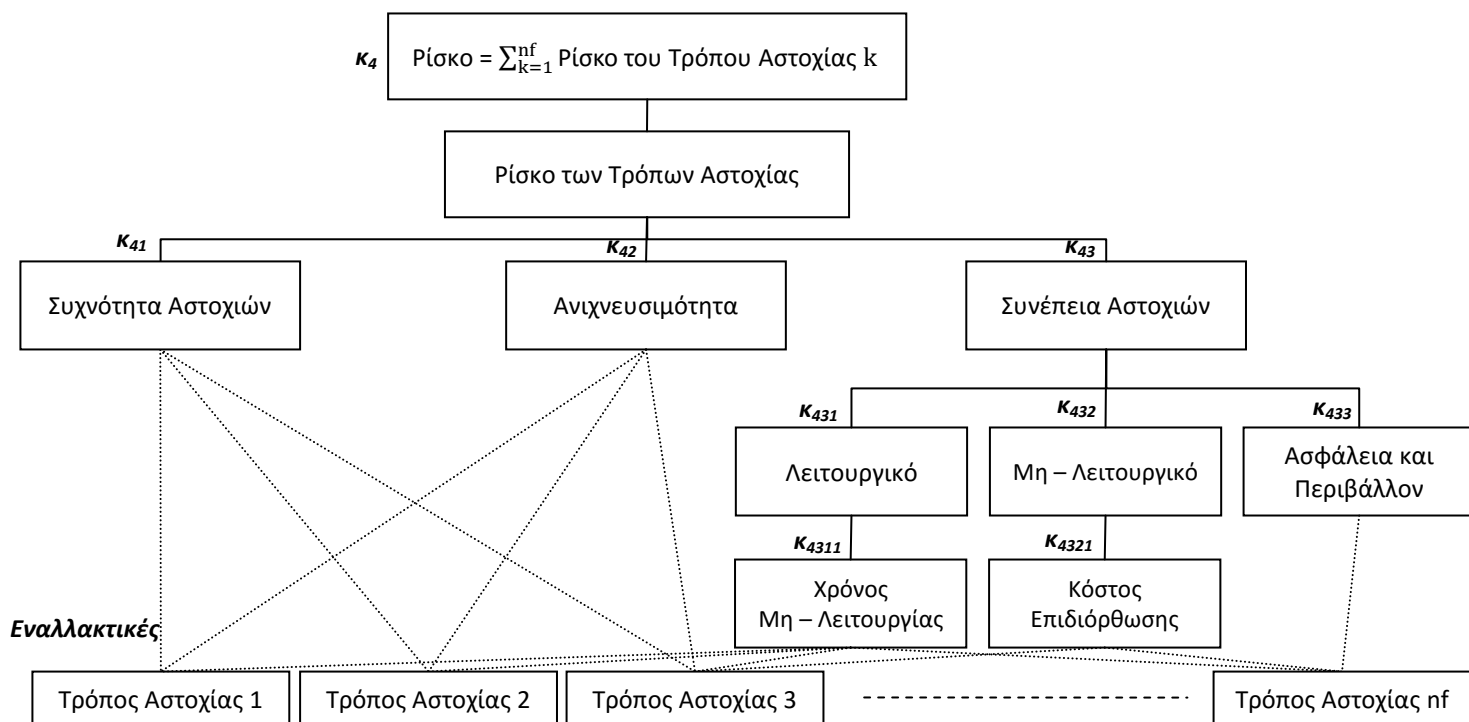 κ4 Ρίσκο = ∑_{k=1}^{nf} Ρίσκο του Τρόπου Αστοχίας k
Ρίσκο των Τρόπων Αστοχίας
κ41 κ42 κ43
Συχνότητα Αστοχιών Ανιχνευσιμότητα Συνέπεια Αστοχιών
κ431 κ432 κ433
Λειτουργικό Μη – Λειτουργικό Ασφάλεια και
Περιβάλλον
κ4311 κ4321
Χρόνος
Μη – Λειτουργίας
Κόστος
Επιδιόρθωσης
Εναλλακτικές
Τρόπος Αστοχίας 1 Τρόπος Αστοχίας 2 Τρόπος Αστοχίας 3 Τρόπος Αστοχίας nf